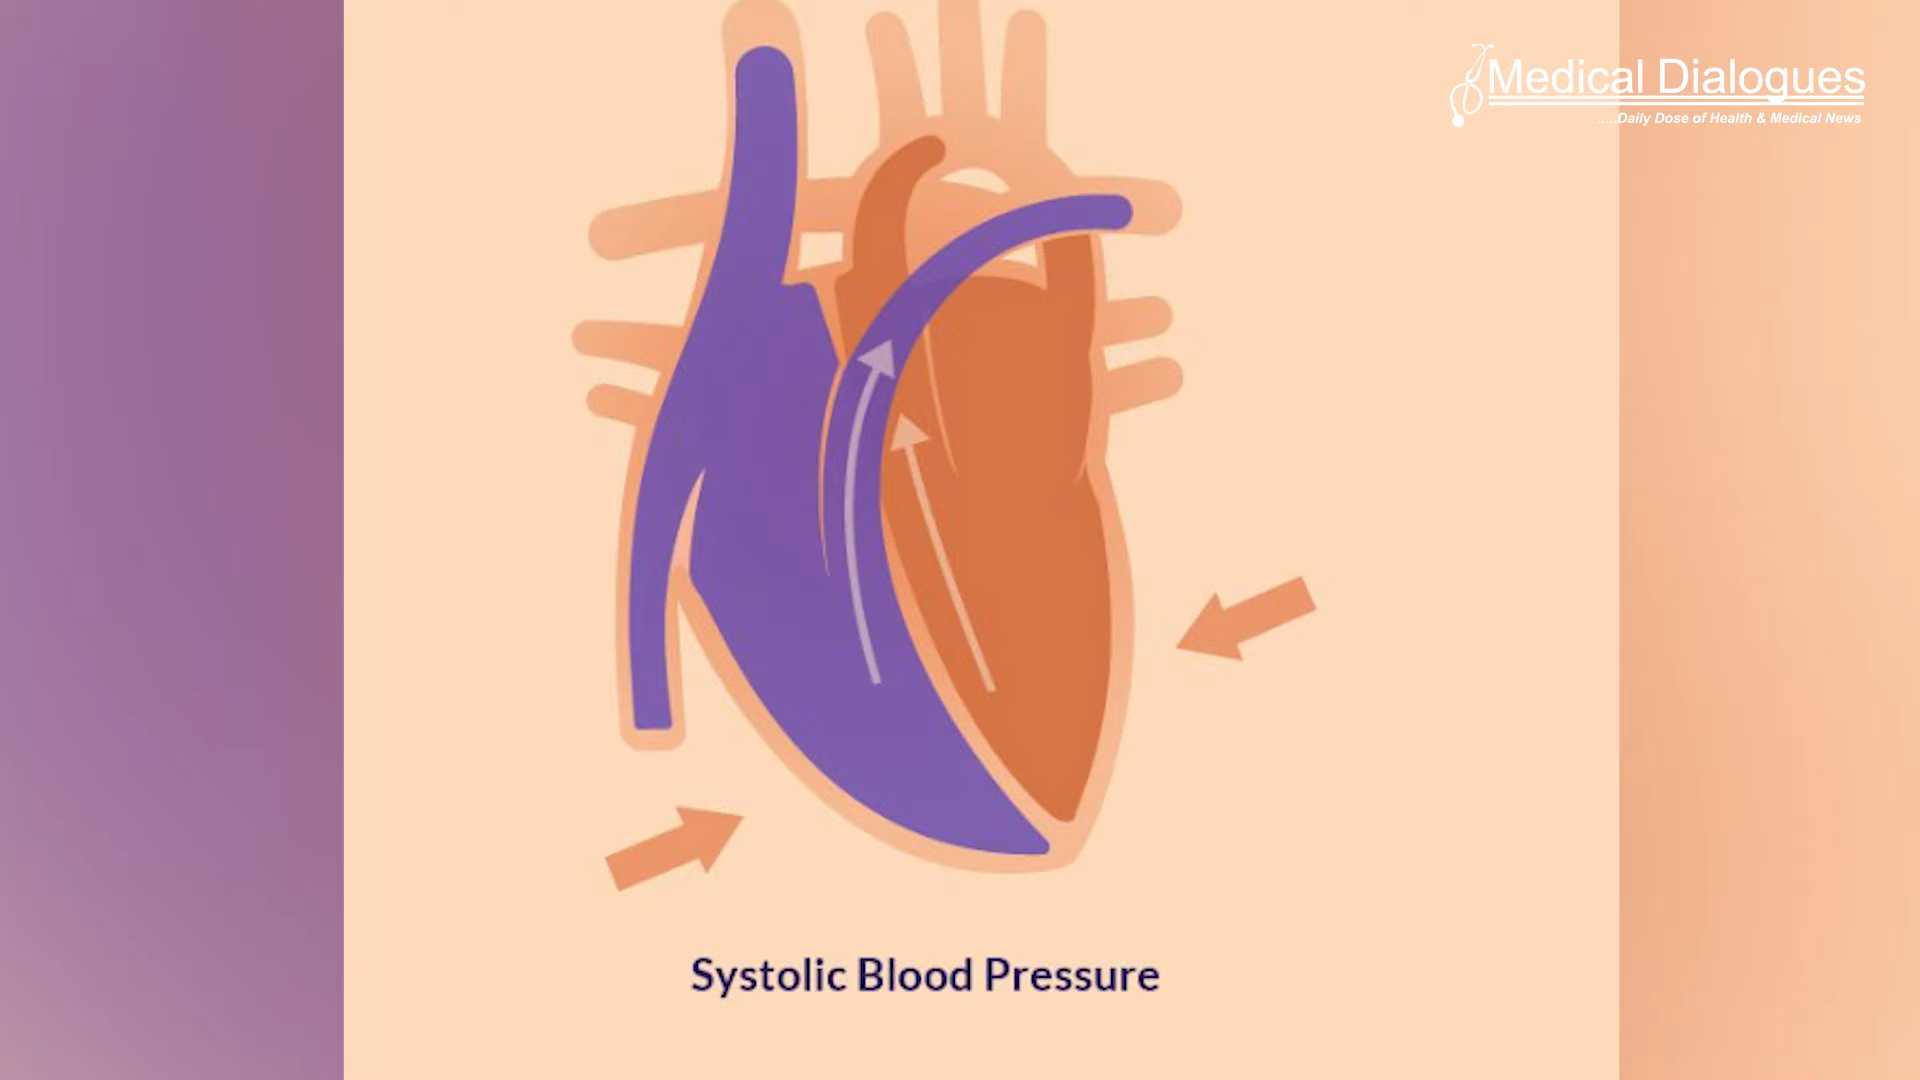 Medical Dialogues
.....Daily Dose of Health & Medical News
Systolic Blood Pressure